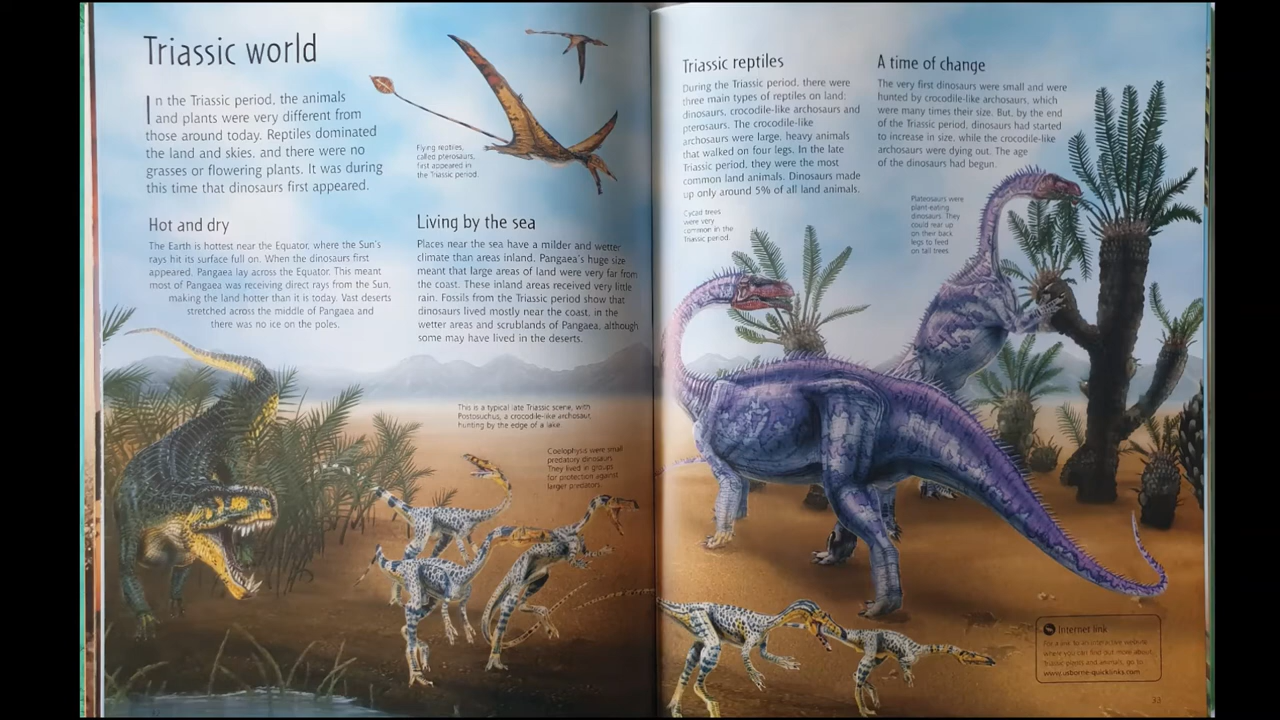 Triassic world
In the Triassic period, the animals
and plants were very different from
those around today. Reptiles dominated
the land and skies, and there were no
grasses or flowering plants. It was during
this time that dinosaurs first appeared.
Hot and dry
The Earth is hottest near the Equator, where the Sun's
rays hit its surface full on. When the dinosaurs first
appeared, Pangaea lay across the Equator. This meant
most of Pangaea was receiving direct rays from the Sun,
making the land hotter than it is today. Vast deserts
stretched across the middle of Pangaea and
there was no ice on the poles.
Flying reptiles,
called pterosaurs,
first appeared in
the Triassic period.
Living by the sea
Places near the sea have a milder and wetter
climate than areas inland. Pangaea's huge size
meant that large areas of land were very far from
the coast. These inland areas received very little
rain. Fossils from the Triassic period show that
dinosaurs lived mostly near the coast, in the
wetter areas and scrublands of Pangaea, although
some may have lived in the deserts.
This is a typical late Triassic scene, with
Postosuchus, a crocodile-like archosaur,
hunting by the edge of a lake.
Coelophysis were small
predatory dinosaurs.
They lived in groups
for protection against
larger predators.
Triassic reptiles
During the Triassic period, there were
three main types of reptiles on land:
dinosaurs, crocodile-like archosaurs and
pterosaurs. The crocodile-like
archosaurs were large, heavy animals
that walked on four legs. In the late
Triassic period, they were the most
common land animals. Dinosaurs made
up only around 5% of all land animals.
Cycad trees
were very
common in the
Triassic period.
A time of change
The very first dinosaurs were small and were
hunted by crocodile-like archosaurs, which
were many times their size. But, by the end
of the Triassic period, dinosaurs had started
to increase in size, while the crocodile-like
archosaurs were dying out. The age
of the dinosaurs had begun.
Plateosaurs were
plant-eating
dinosaurs. They
could rear up
on their back
legs to feed
on tall trees.
Internet link
For a link to an interactive website
where you can find out more about
Triassic plants and animals, go to
www.usborne-quicklinks.com
33